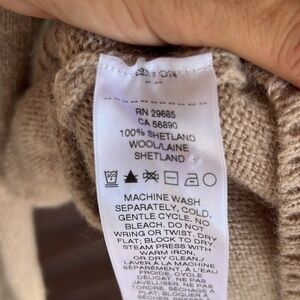 RN 29685
CA 56890
100% SHETLAND
WOOL/LAINE
SHETLAND
MACHINE WASH
SEPARATELY, COLD,
GENTLE CYCLE. NO
BLEACH. DO NOT
WRING OR TWIST. DRY
FLAT; BLOCK TO DRY.
STEAM PRESS WITH
WARM IRON,
OR DRY CLEAN./
LAVER À LA MACHINE
SÉPARÉMENT, À L'EAU
FROIDE, CYCLE
DÉLICAT. NE PAS
JAVELLISER. NE PAS
TORDRE. SÉCHAGE À
PLAT; BLOQUER À